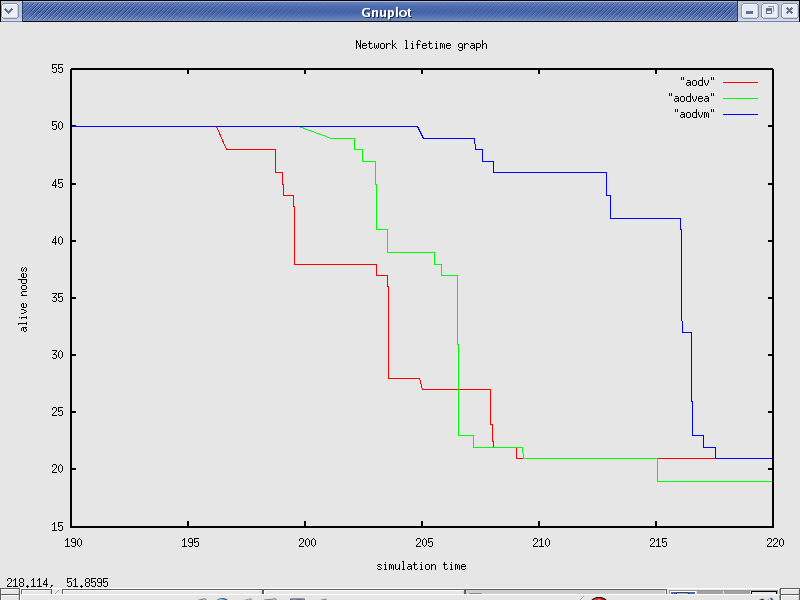 Gnuplot
Network lifetime graph
"aodv"
"aodvea"
"aodvm"
55
50
45
40
35
30
25
20
15
alive nodes
190 195 200 205 210 215 220
simulation time
218.114, 51.8595